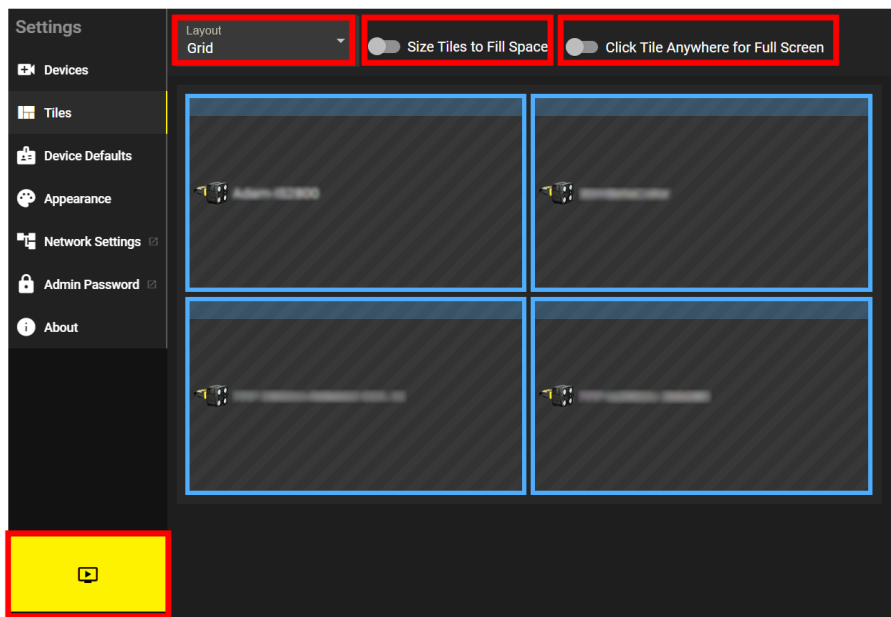 Settings
Devices
Tiles
Device Defaults
Appearance
Network Settings
Admin Password
About
Layout
Grid
Size Tiles to Fill Space
Click Tile Anywhere for Full Screen